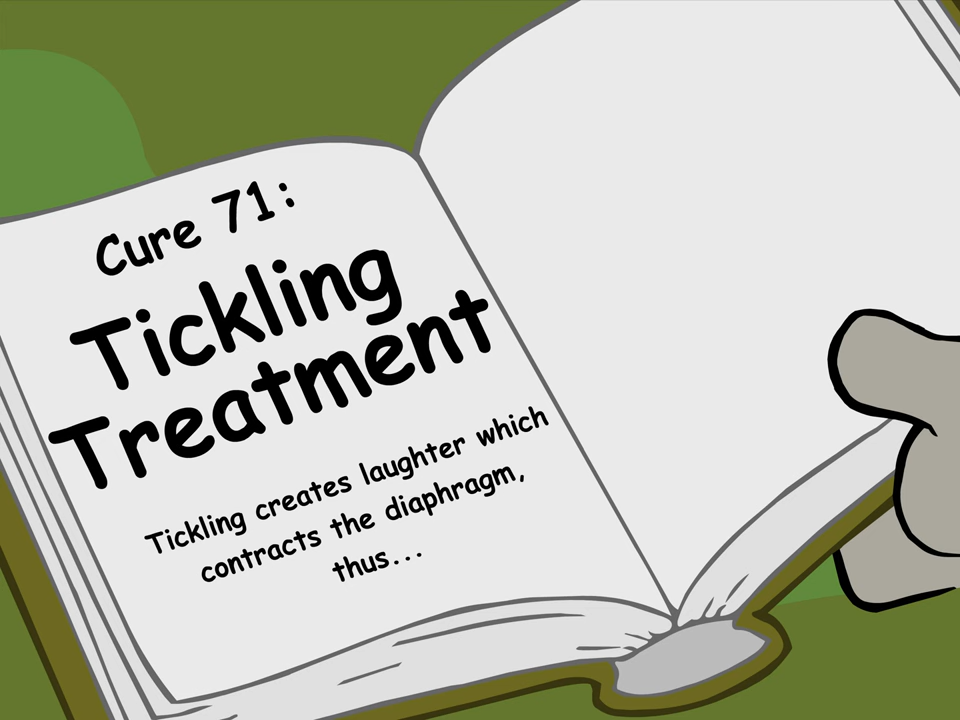 Cure 71:
Tickling
Treatment
Tickling creates laughter which
contracts the diaphragm,
thus...